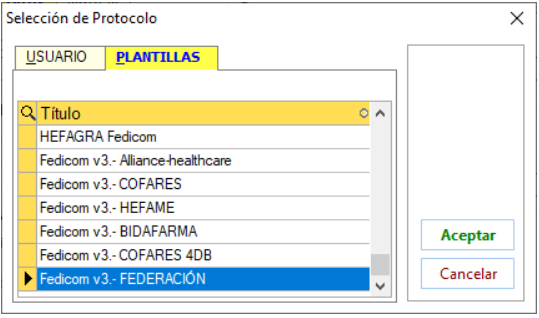 Selección de Protocolo
USUARIO
PLANTILLAS
Título
HEFAGRA Fedicom
Fedicom v3.- Alliance-healthcare
Fedicom v3.- COFARES
Fedicom v3.- HEFAME
Fedicom v3.- BIDAFARMA
Fedicom v3.- COFARES 4DB
Fedicom v3.- FEDERACIÓN
Aceptar
Cancelar